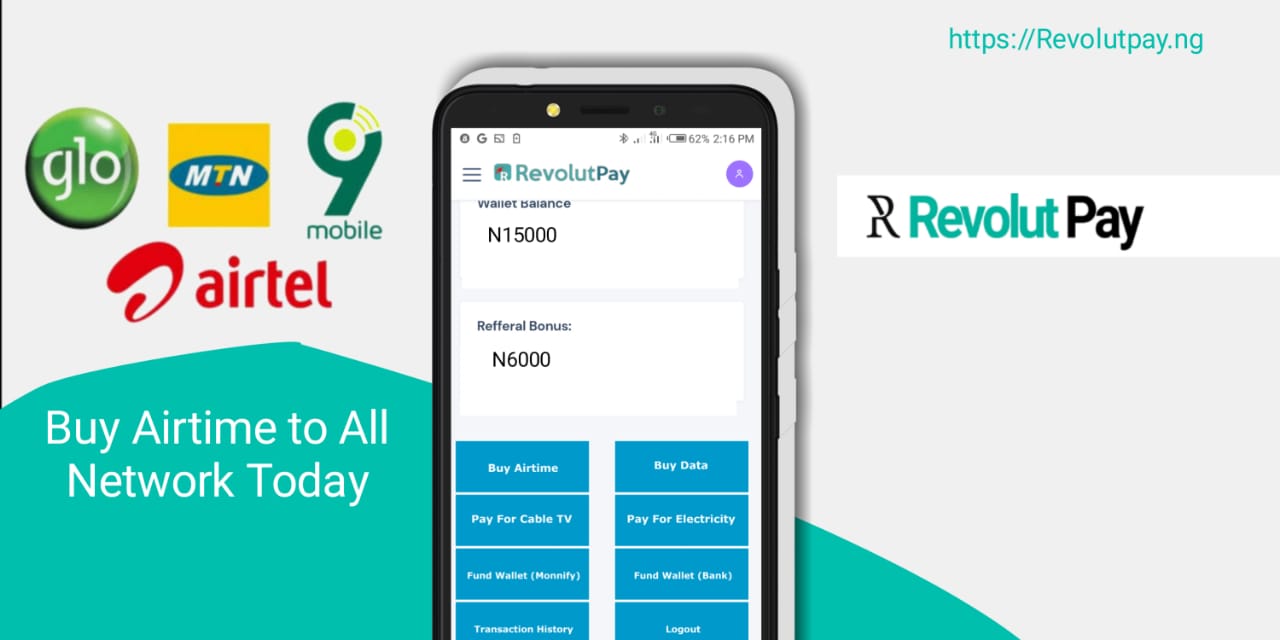 https://Revolutpay.ng
glo
MTN
9
mobile
airtel
Buy Airtime to All
Network Today
62% 2:16 PM
RevolutPay
Wallet Balance
N15000
Refferal Bonus:
N6000
Buy Airtime
Buy Data
Pay For Cable TV
Pay For Electricity
Fund Wallet (Monnify)
Fund Wallet (Bank)
Transaction History
Logout
R Revolut Pay